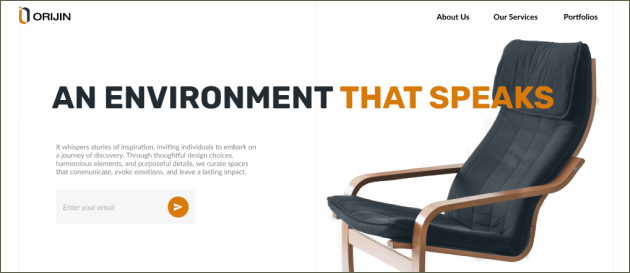 ORIJIN
About Us
Our Services
Portfolios
AN ENVIRONMENT THAT SPEAKS
It whispers stories of inspiration, inviting individuals to embark on
a journey of discovery. Through thoughtful design choices,
harmonious elements, and purposeful details, we curate spaces
that communicate, evoke emotions, and leave a lasting impact.
Enter your email